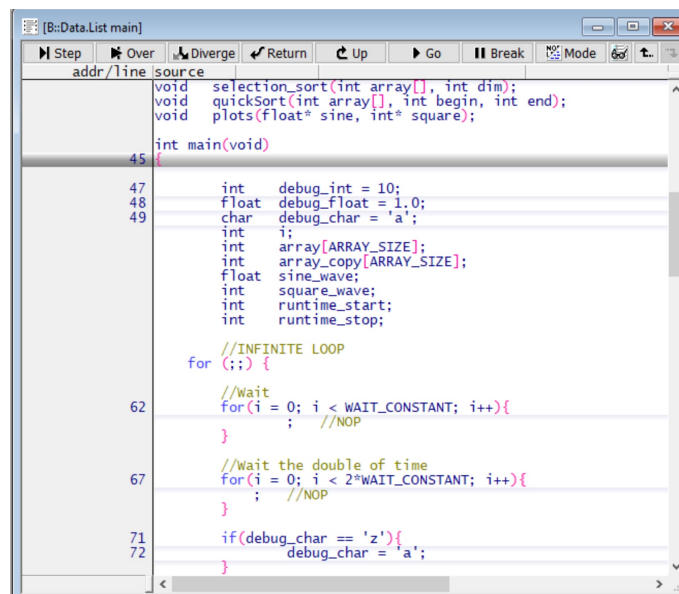 [B::Data.List main]
Step Over Diverge Return Up Go Break Mode t..
addr/line source
void selection_sort(int array[], int dim);
void quickSort(int array[], int begin, int end);
void plots(float* sine, int* square);
int main(void)
45 {
47 int debug_int = 10;
48 float debug_float = 1.0;
49 char debug_char = 'a';
int i;
int array[ARRAY_SIZE];
int array_copy[ARRAY_SIZE];
float sine_wave;
int square_wave;
int runtime_start;
int runtime_stop;
//INFINITE LOOP
for (;;) {
//Wait
62 for(i = 0; i < WAIT_CONSTANT; i++){
; //NOP
}
//Wait the double of time
67 for(i = 0; i < 2*WAIT_CONSTANT; i++){
; //NOP
}
71 if(debug_char == 'z'){
72 debug_char = 'a';
}